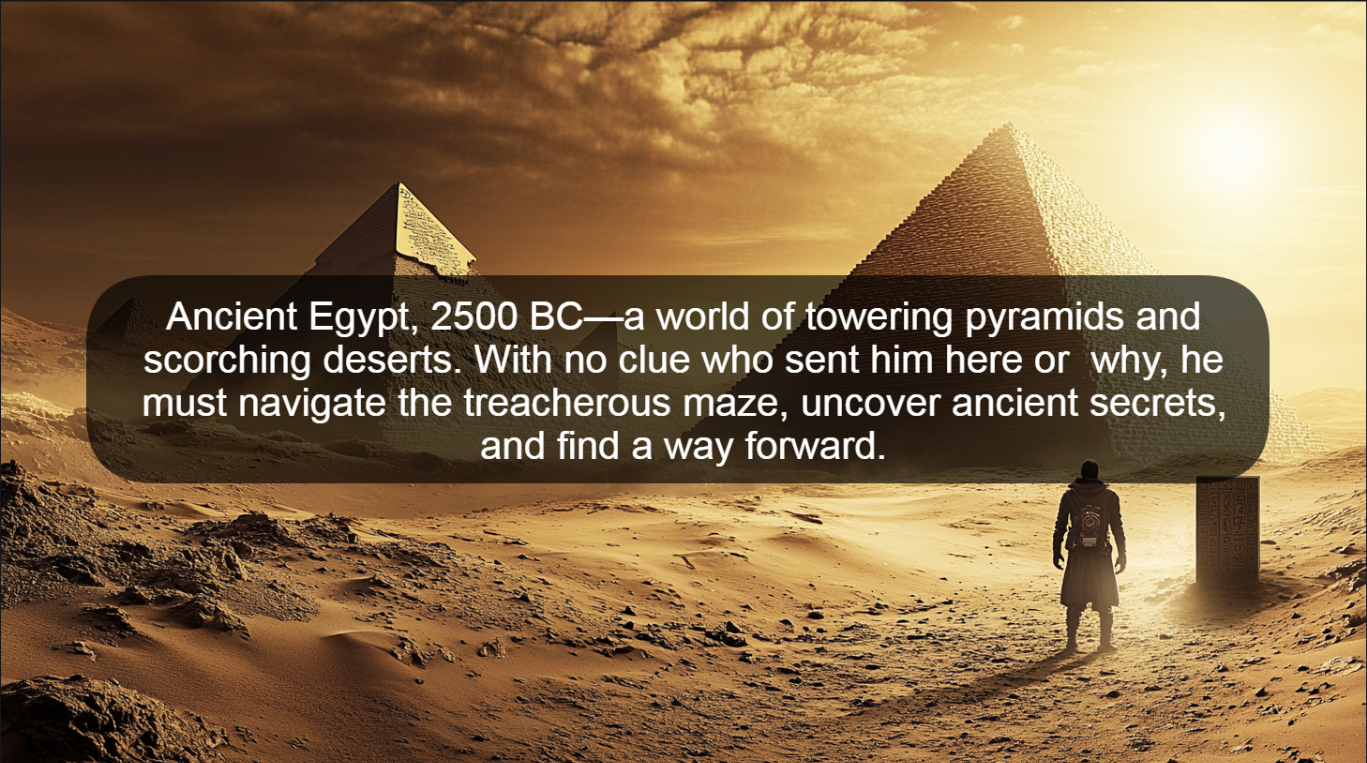 Ancient Egypt, 2500 BC—a world of towering pyramids and
scorching deserts. With no clue who sent him here or  why, he
must navigate the treacherous maze, uncover ancient secrets,
and find a way forward.